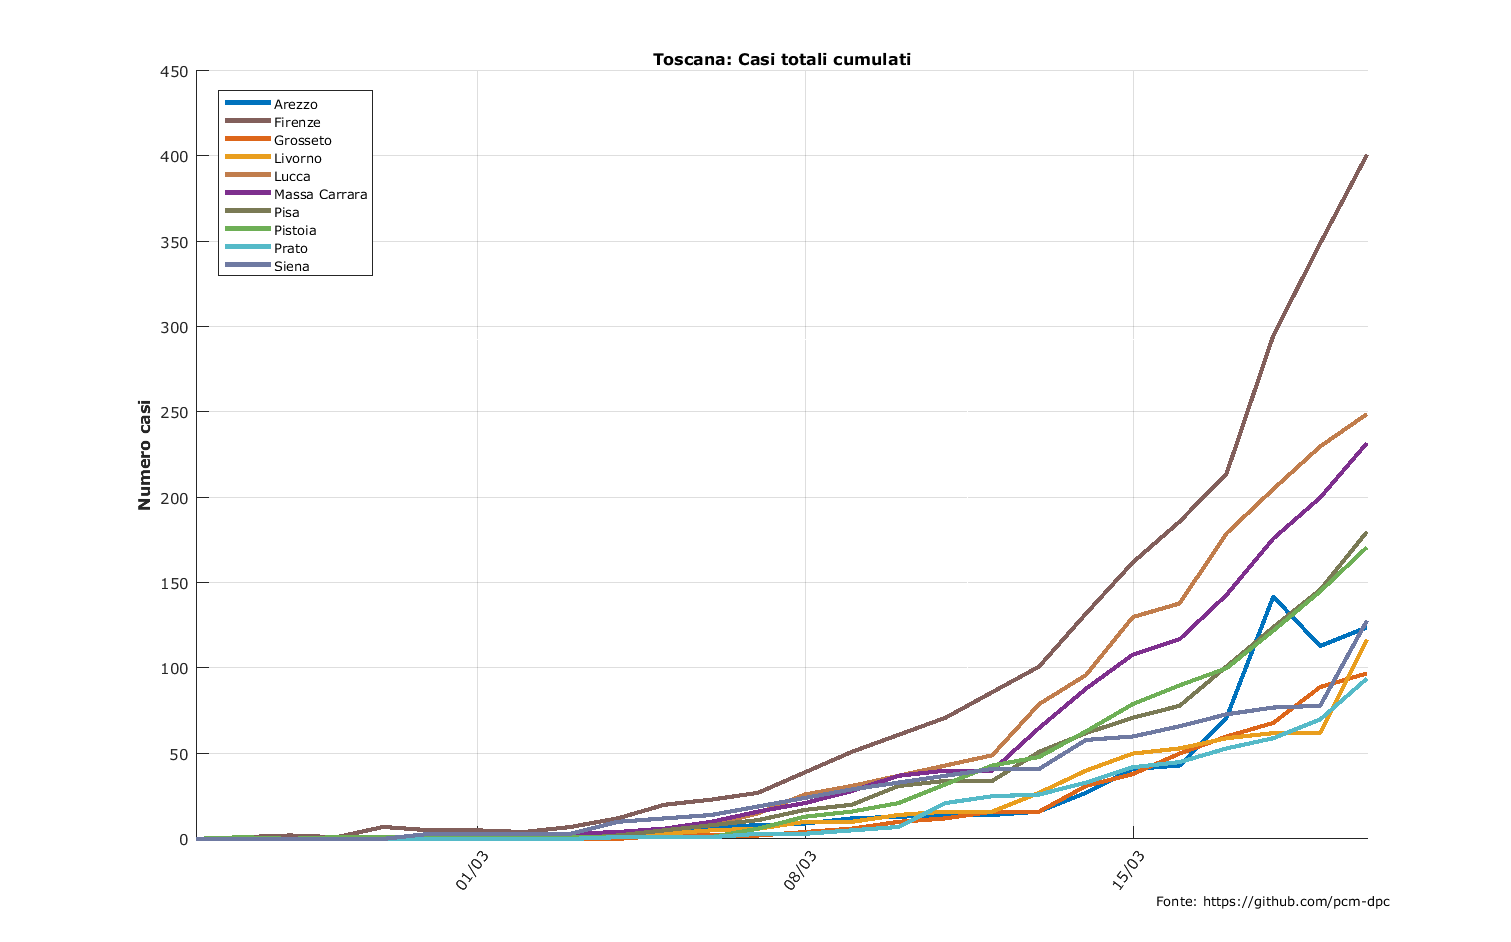 Toscana: Casi totali cumulati
450
400
350
300
250
200
150
100
50
0
Numero casi
Arezzo
Firenze
Grosseto
Livorno
Lucca
Massa Carrara
Pisa
Pistoia
Prato
Siena
01/03
08/03
15/03
Fonte: https://github.com/pcm-dpc